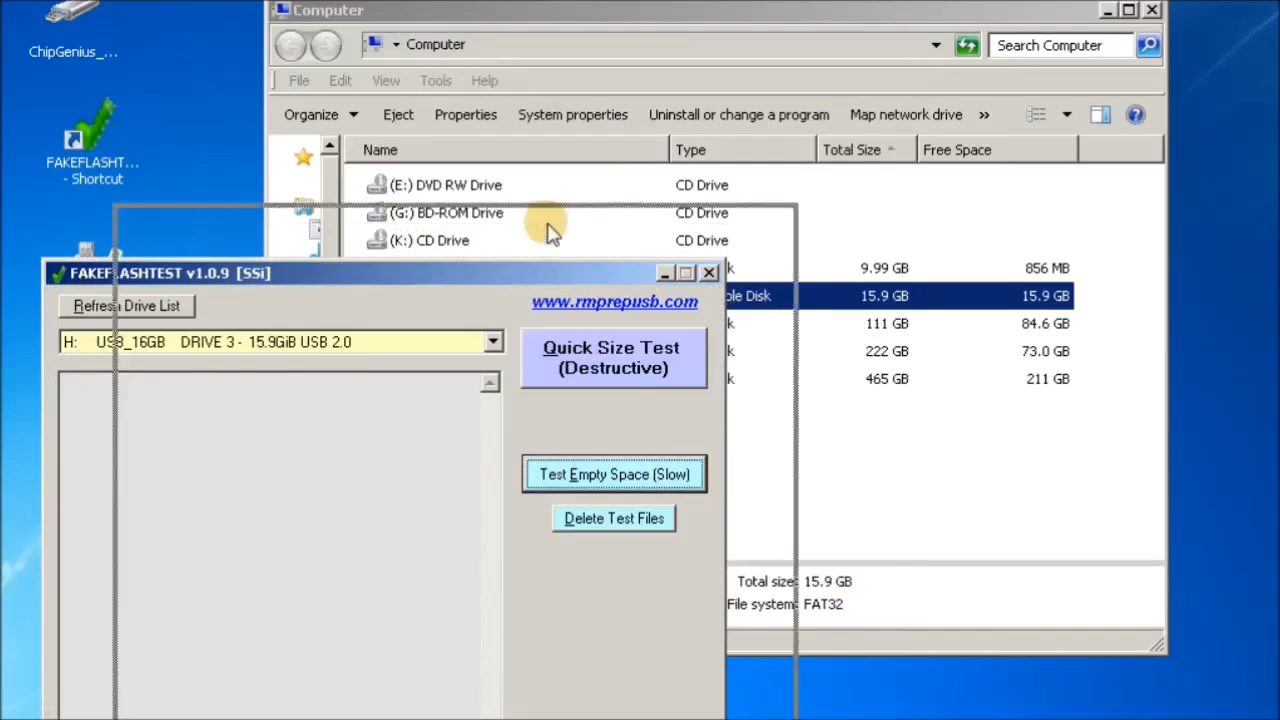 ChipGenius_...
FAKEFLASHT...
- Shortcut
Computer
Computer
Search Computer
File Edit View Tools Help
Organize Eject Properties System properties Uninstall or change a program Map network drive »
Name Type Total Size Free Space
(E:) DVD RW Drive CD Drive
(G:) BD-ROM Drive CD Drive
(K:) CD Drive CD Drive
k 9.99 GB 856 MB
ble Disk 15.9 GB 15.9 GB
k 111 GB 84.6 GB
k 222 GB 73.0 GB
k 465 GB 211 GB
Total size: 15.9 GB
File system: FAT32
FAKEFLASHTEST v1.0.9 [SSi]
Refresh Drive List
www.rmprepusb.com
H: USB_16GB DRIVE 3 - 15.9GiB USB 2.0
Quick Size Test
(Destructive)
Test Empty Space (Slow)
Delete Test Files